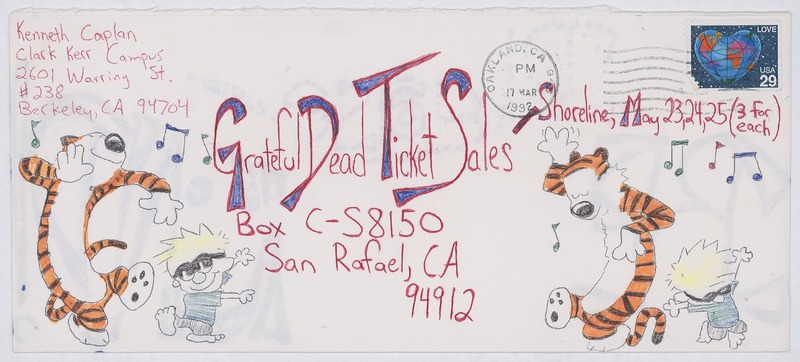 Kenneth Caplan
Clark Kerr Campus
2601 Warring St.
#238
Berkeley, CA 94704
OAKLAND, CA
PM
17 MAR
1992
LOVE
USA
29
Grateful Dead Ticket Sales
Shoreline, May 23,24,25 (3 for each)
Box C-S8150
San Rafael, CA
94912